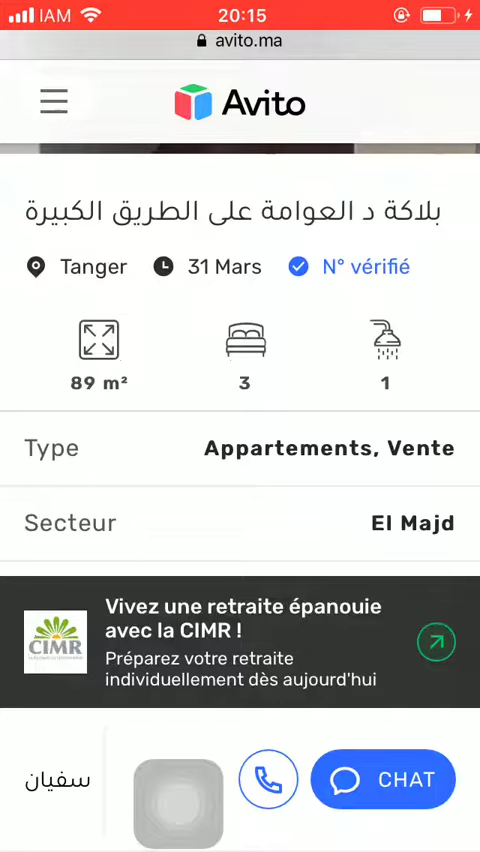 IAM 20:15
avito.ma
Avito
بلاكة د العوامة على الطريق الكبيرة
Tanger 31 Mars N° vérifié
89 m² 3 1
Type Appartements, Vente
Secteur El Majd
Vivez une retraite épanouie
avec la CIMR !
CIMR
Préparez votre retraite
individuellement dès aujourd'hui
سفيان CHAT